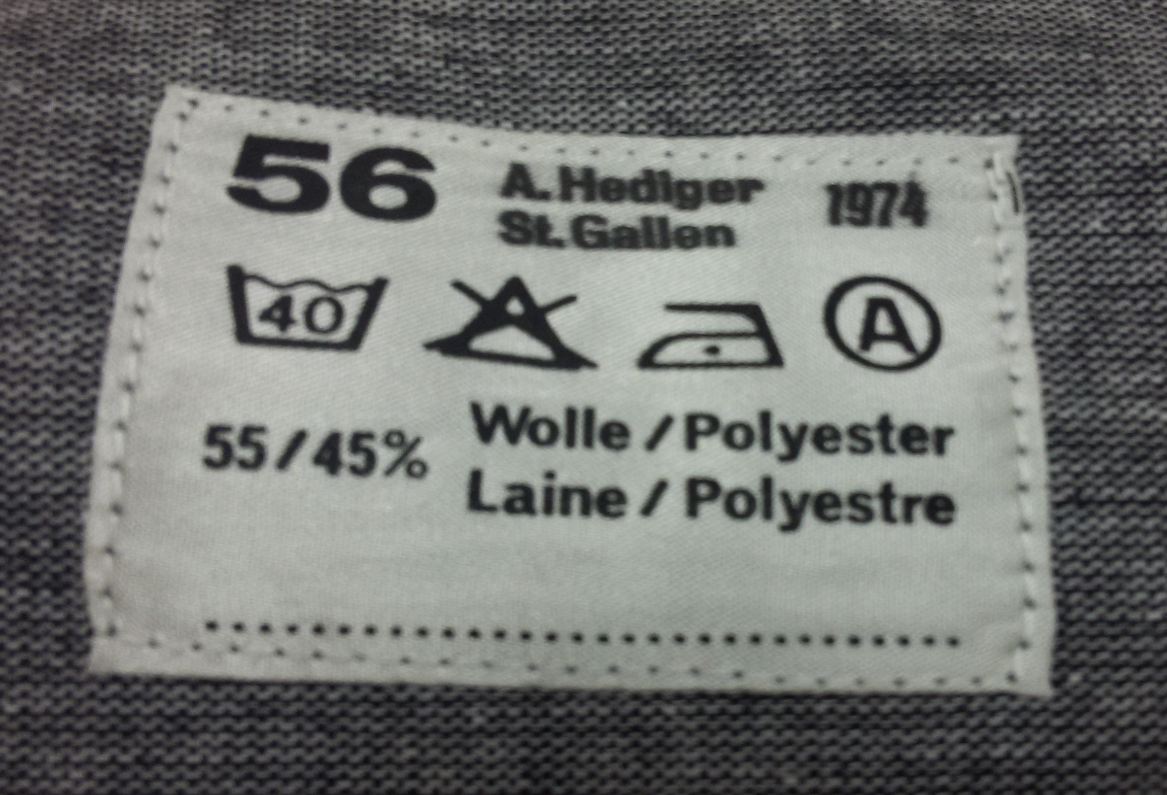 56 A. Hediger 1974
St. Gallen
40 A
55/45% Wolle / Polyester
Laine / Polyestre